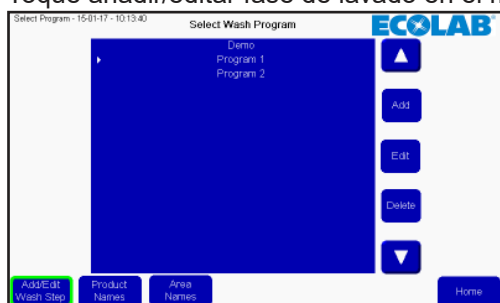 Toque añadir/editar fase de lavado en el
Select Program - 15-01-17 - 10:13:40
Select Wash Program
ECOLAB
Demo
Program 1
Program 2
Add
Edit
Delete
Add/Edit
Wash Step
Product
Names
Area
Names
Home